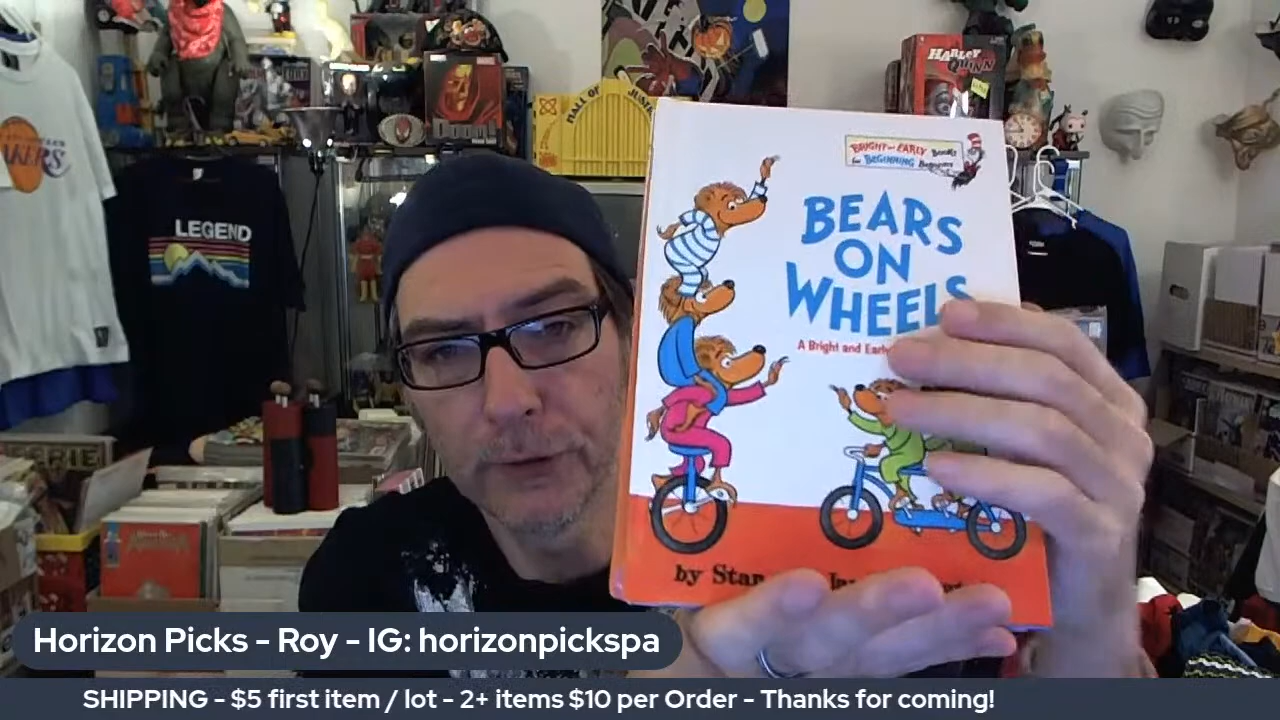 HARLEY
QUINN
HALL OF JUSTICE
DOOM!
AKERS
LEGEND
BRIGHT and EARLY Books
for BEGINNING Beginners
BEARS
ON
WHEELS
A Bright and Early
by Stan
Horizon Picks - Roy - IG: horizonpickspa
SHIPPING - $5 first item / lot - 2+ items $10 per Order - Thanks for coming!